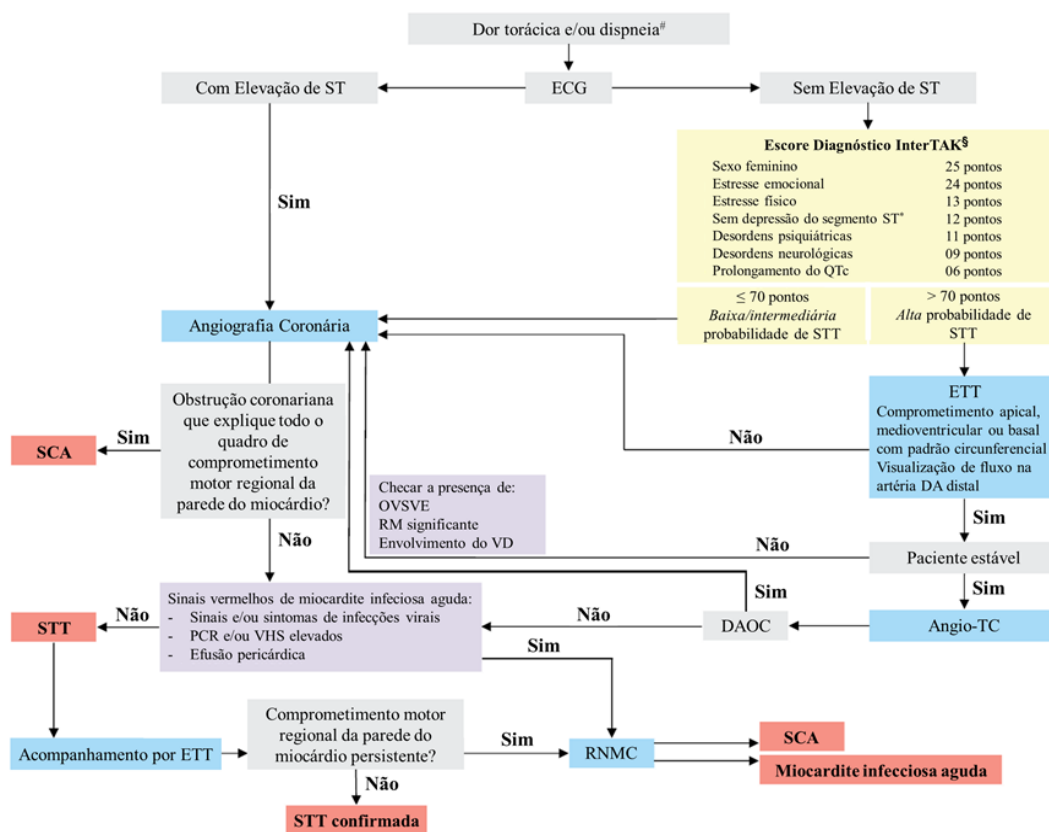 Dor torácica e/ou dispneia#
Com Elevação de ST
ECG
Sem Elevação de ST
Escore Diagnóstico InterTAK§
Sexo feminino 25 pontos
Estresse emocional 24 pontos
Estresse físico 13 pontos
Sem depressão do segmento ST* 12 pontos
Desordens psiquiátricas 11 pontos
Desordens neurológicas 09 pontos
Prolongamento do QTc 06 pontos
Sim
≤ 70 pontos
Baixa/intermediária
probabilidade de STT
> 70 pontos
Alta probabilidade de
STT
Angiografia Coronária
ETT
Comprometimento apical,
medioventricular ou basal
com padrão circunferencial
Visualização de fluxo na
artéria DA distal
Não
Obstrução coronariana
que explique todo o
quadro de
comprometimento
motor regional da
parede do miocárdio?
Sim
SCA
Checar a presença de:
OVSVE
RM significante
Envolvimento do VD
Sim
Não
Não
Paciente estável
Sim
Sim
Angio-TC
DAOC
Não
Sinais vermelhos de miocardite infeciosa aguda:
- Sinais e/ou sintomas de infecções virais
- PCR e/ou VHS elevados
- Efusão pericárdica
Não
STT
Sim
Comprometimento motor
regional da parede do
miocárdio persistente?
Acompanhamento por ETT
Sim
RNMC
SCA
Miocardite infecciosa aguda
Não
STT confirmada